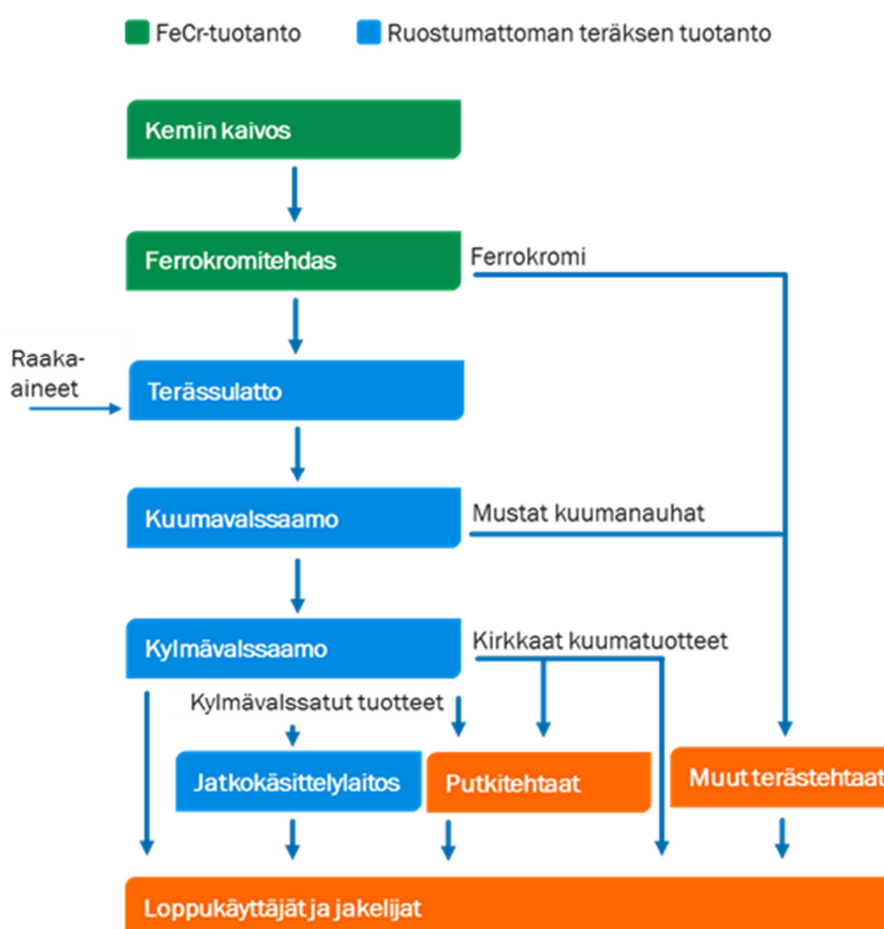 FeCr-tuotanto
Ruostumattoman teräksen tuotanto
Kemin kaivos
Ferrokromitehdas
Ferrokromi
Raaka-
aineet
Terässulatto
Kuumavalssaamo
Mustat kuumanauhat
Kylmävalssaamo
Kirkkaat kuumatuotteet
Kylmävalssatut tuotteet
Jatkokäsittelylaitos
Putkitehtaat
Muut terästehtaat
Loppukäyttäjät ja jakelijat